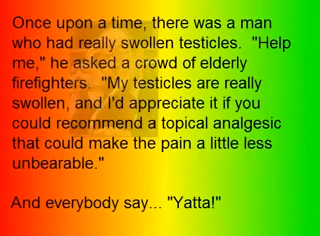 Once upon a time, there was a man
who had really swollen testicles.  "Help
me," he asked a crowd of elderly
firefighters.  "My testicles are really
swollen, and I'd appreciate it if you
could recommend a topical analgesic
that could make the pain a little less
unbearable."
And everybody say... "Yatta!"